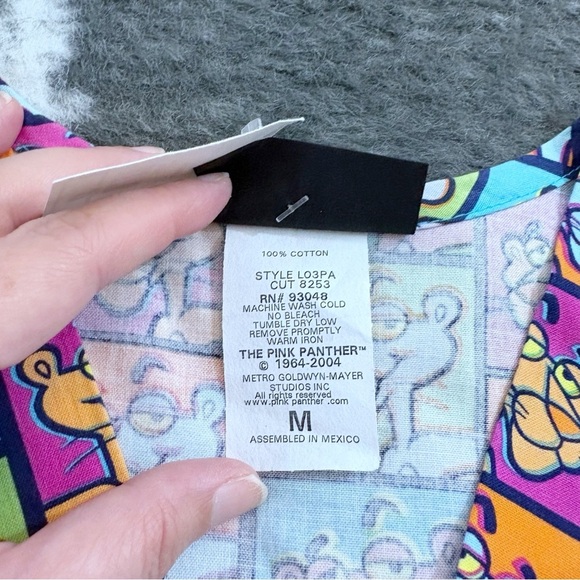 100% COTTON
STYLE L03PA
CUT 8253
RN# 93048
MACHINE WASH COLD
NO BLEACH
TUMBLE DRY LOW
REMOVE PROMPTLY
WARM IRON
THE PINK PANTHER™
© 1964-2004
METRO GOLDWYN-MAYER
STUDIOS INC
All rights reserved
www.pink panther .com
M
ASSEMBLED IN MEXICO